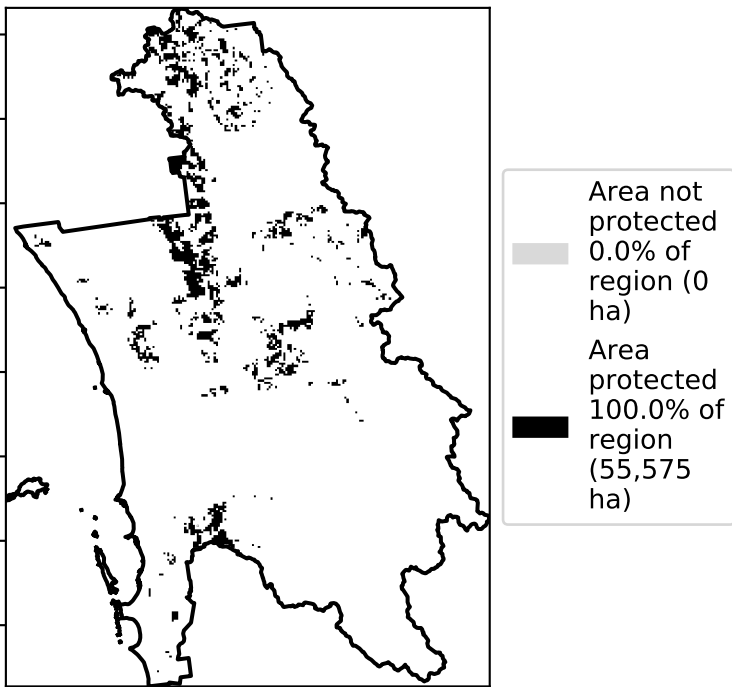 Area not
protected
0.0% of
region (0
ha)
Area
protected
100.0% of
region
(55,575
ha)